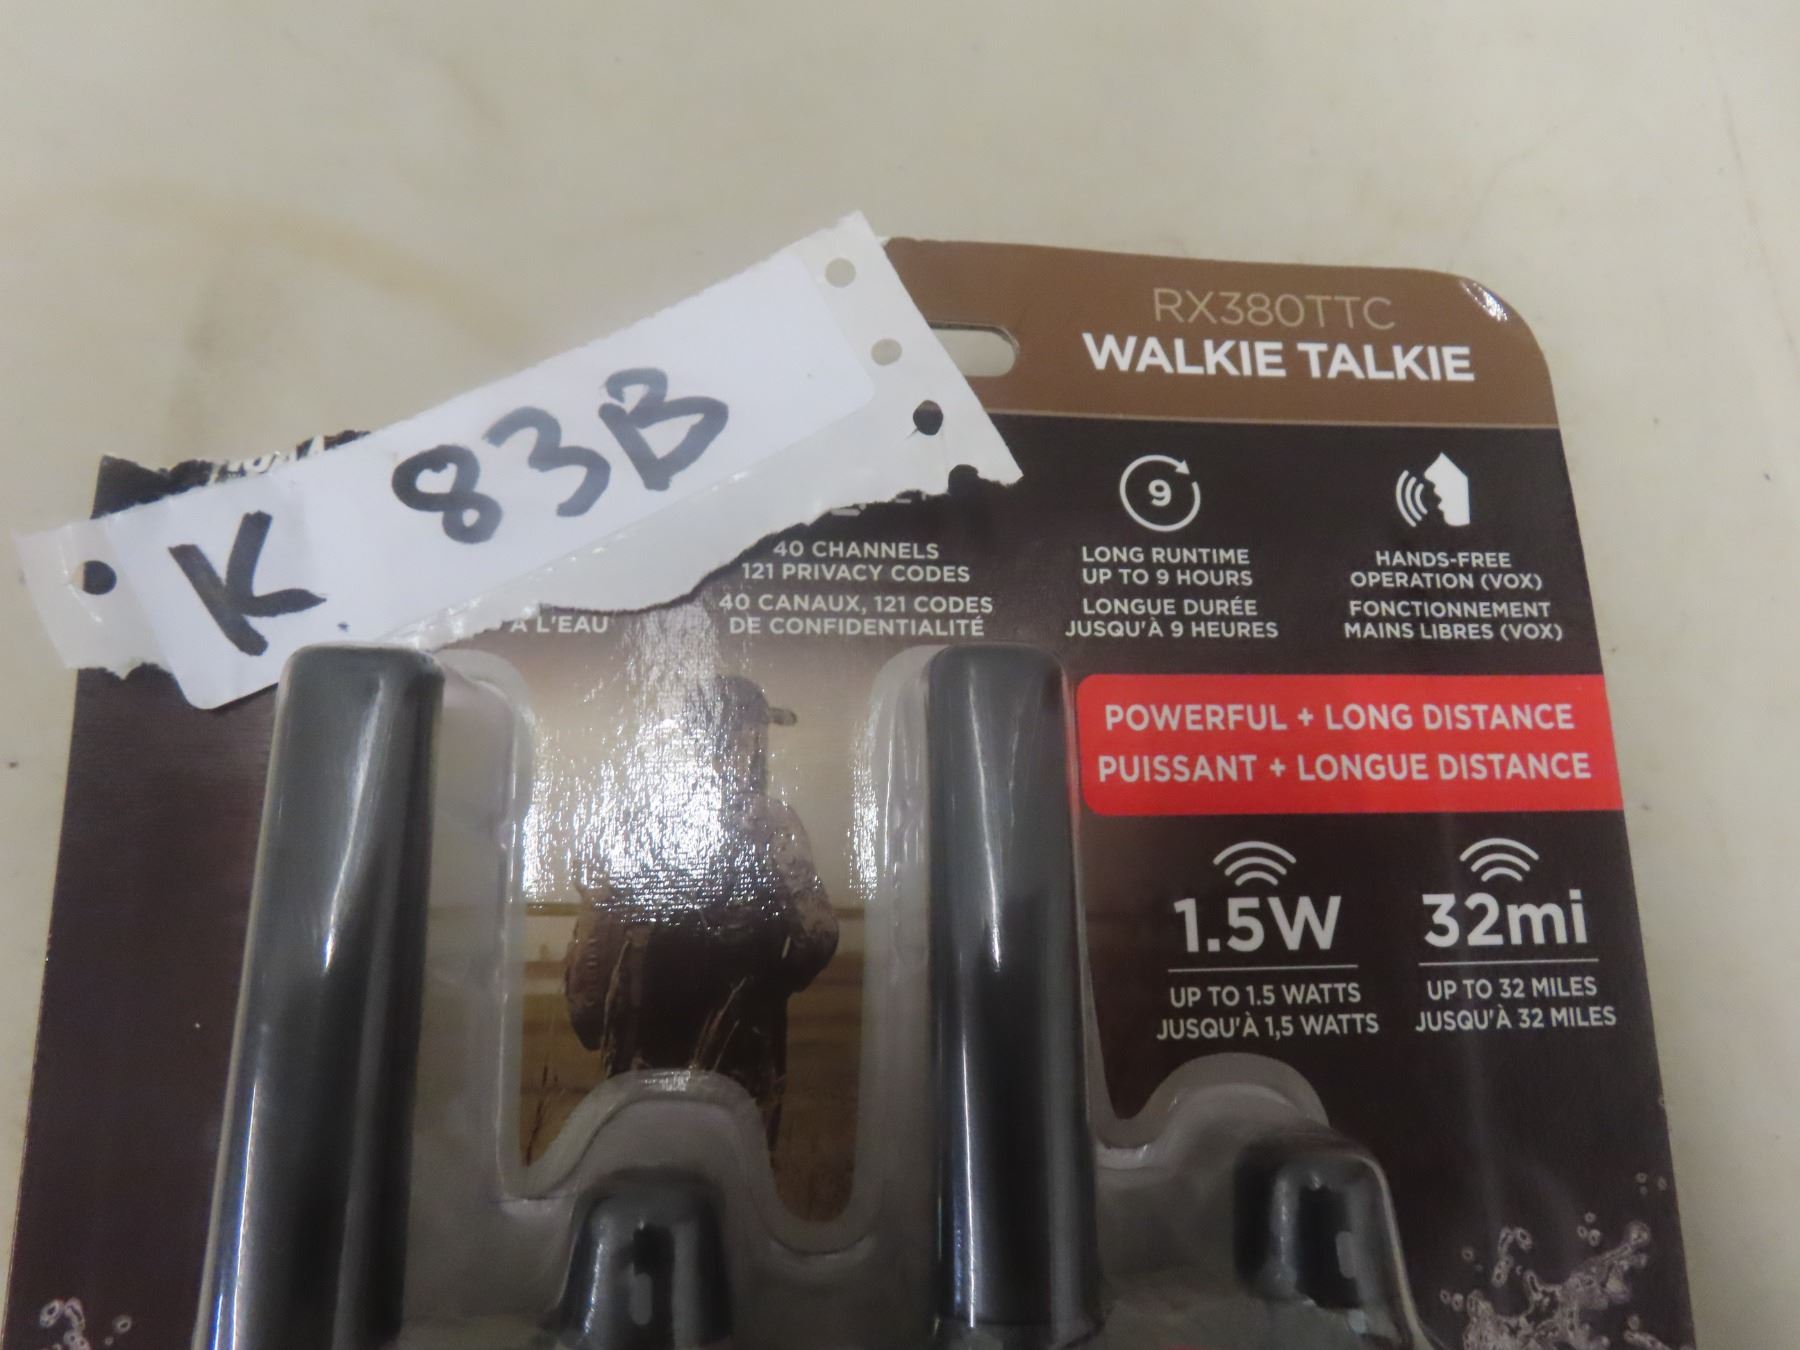 RX380TTC
WALKIE TALKIE
K 83B
À L'EAU
40 CHANNELS
121 PRIVACY CODES
40 CANAUX, 121 CODES
DE CONFIDENTIALITÉ
9
LONG RUNTIME
UP TO 9 HOURS
LONGUE DURÉE
JUSQU'À 9 HEURES
HANDS-FREE
OPERATION (VOX)
FONCTIONNEMENT
MAINS LIBRES (VOX)
POWERFUL + LONG DISTANCE
PUISSANT + LONGUE DISTANCE
1.5W
UP TO 1.5 WATTS
JUSQU'À 1,5 WATTS
32mi
UP TO 32 MILES
JUSQU'À 32 MILES